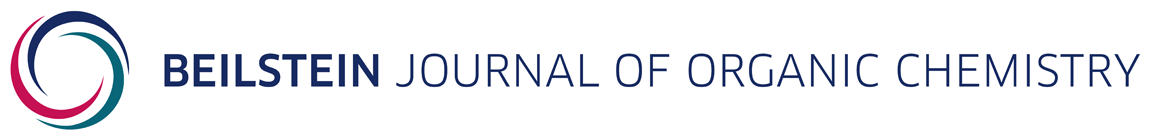 BEILSTEIN JOURNAL OF ORGANIC CHEMISTRY